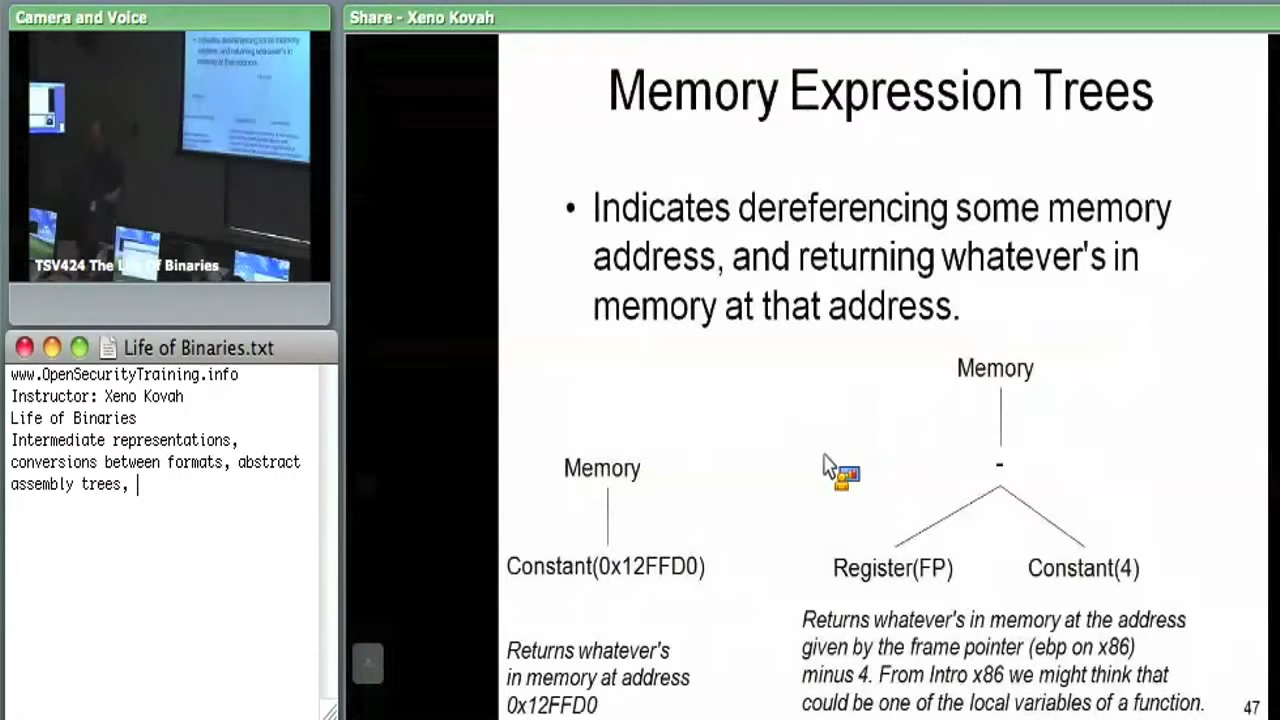 Camera and Voice
TSV424 The Life Of Binaries
Life of Binaries.txt
www.OpenSecurityTraining.info
Instructor: Xeno Kovah
Life of Binaries
Intermediate representations,
conversions between formats, abstract
assembly trees,
Share - Xeno Kovah
Memory Expression Trees
• Indicates dereferencing some memory
address, and returning whatever's in
memory at that address.
Memory
Constant(0x12FFD0)
Returns whatever's
in memory at address
0x12FFD0
Memory
-
Register(FP) Constant(4)
Returns whatever's in memory at the address
given by the frame pointer (ebp on x86)
minus 4. From Intro x86 we might think that
could be one of the local variables of a function.
47